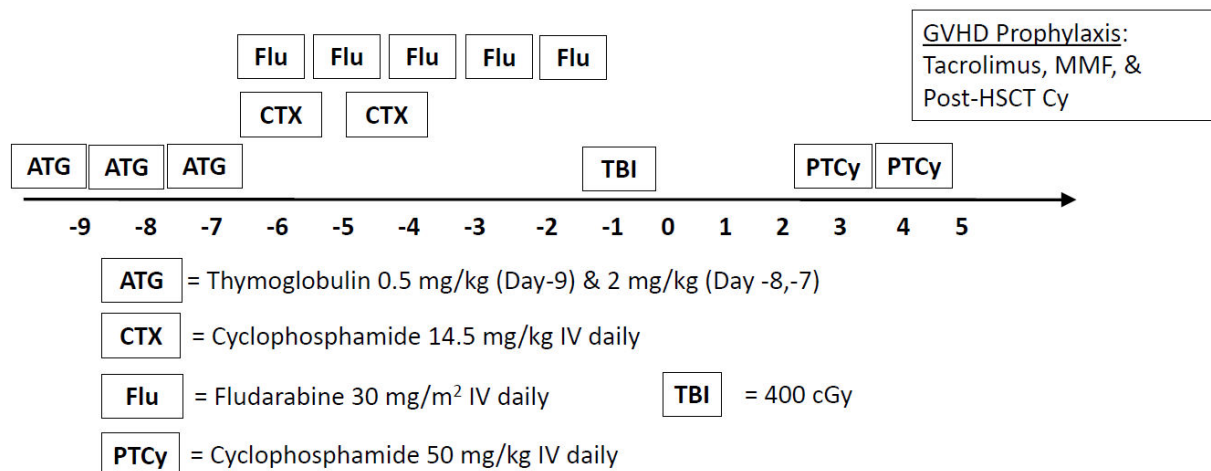 GVHD Prophylaxis:
Tacrolimus, MMF, &
Post-HSCT Cy
Flu Flu Flu Flu Flu
CTX CTX
ATG ATG ATG TBI PTCy PTCy
-9 -8 -7 -6 -5 -4 -3 -2 -1 0 1 2 3 4 5
ATG = Thymoglobulin 0.5 mg/kg (Day-9) & 2 mg/kg (Day -8,-7)
CTX = Cyclophosphamide 14.5 mg/kg IV daily
Flu = Fludarabine 30 mg/m² IV daily TBI = 400 cGy
PTCy = Cyclophosphamide 50 mg/kg IV daily